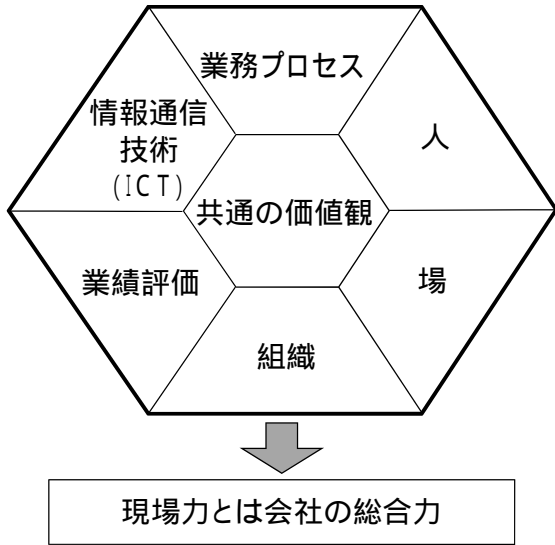 業務プロセス
情報通信
技術
(ICT)
人
共通の価値観
業績評価
場
組織
現場力とは会社の総合力